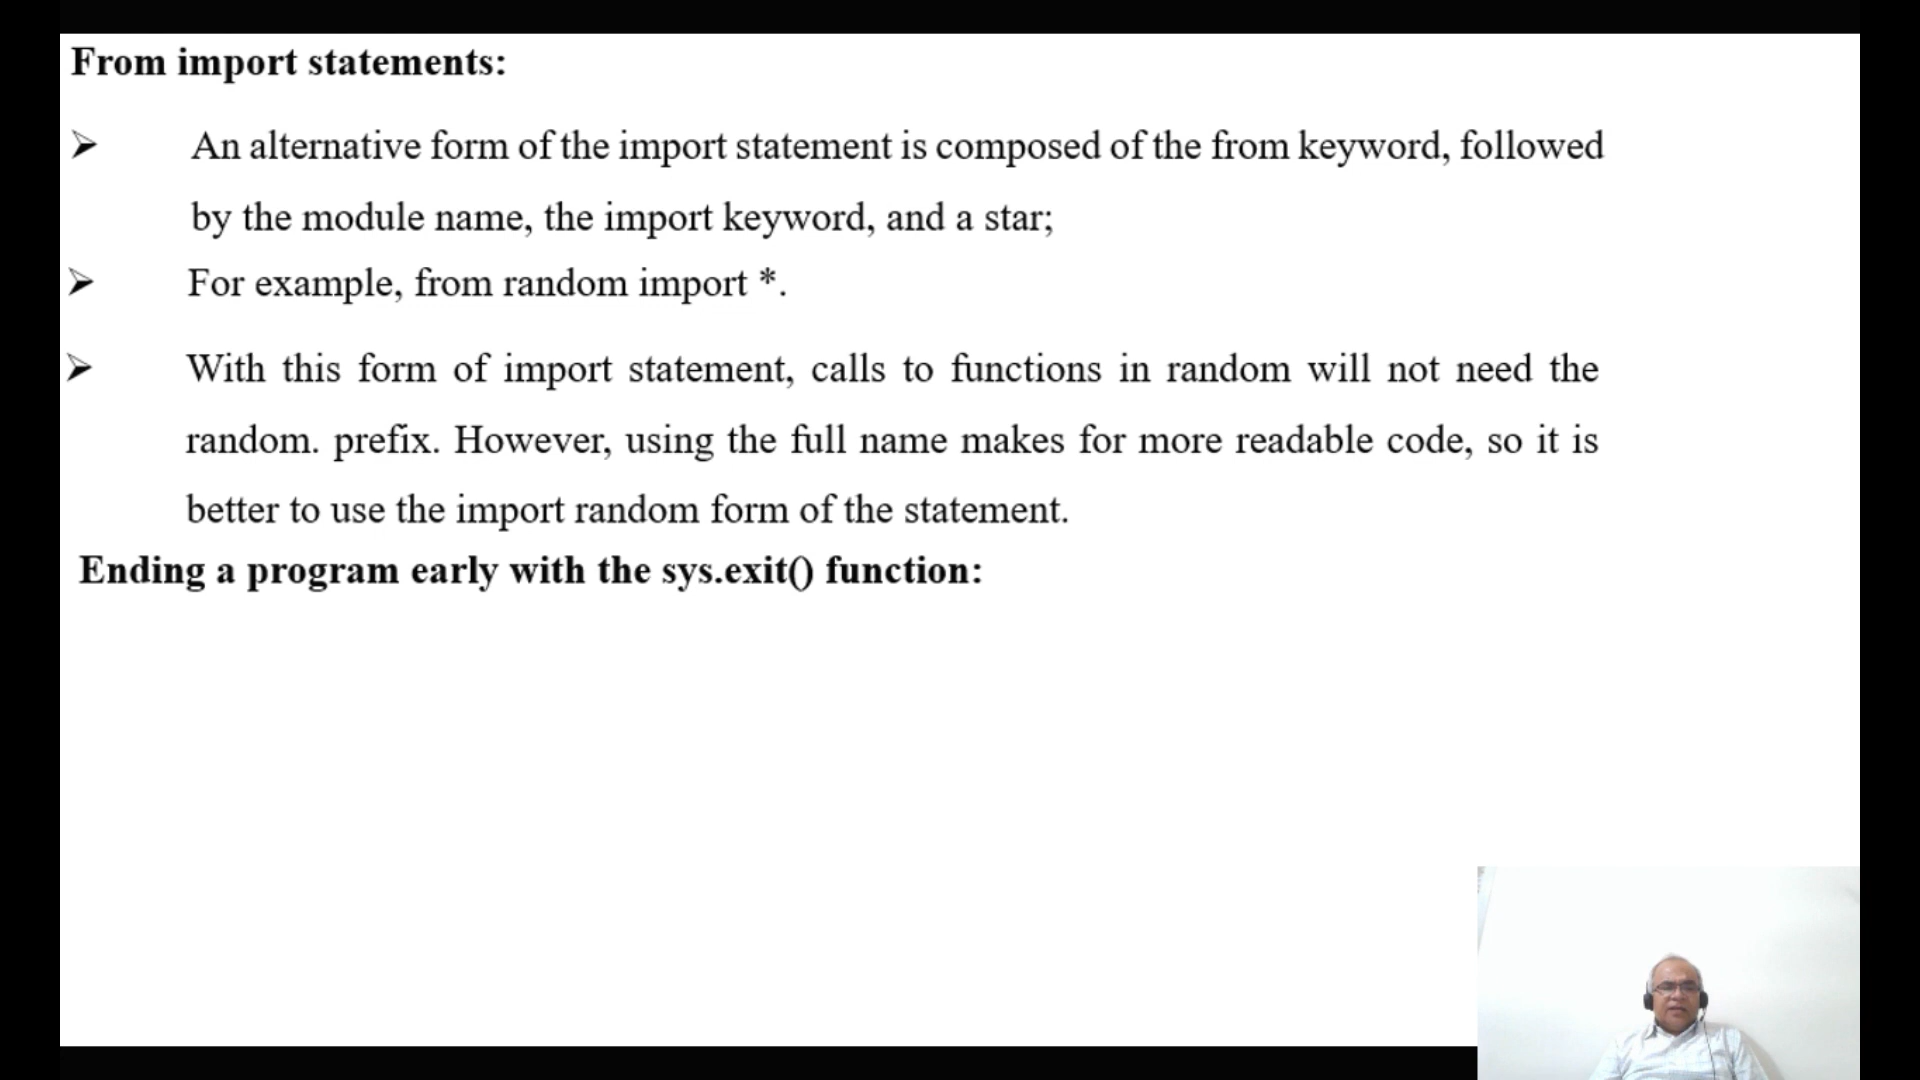 From import statements:
➢ An alternative form of the import statement is composed of the from keyword, followed
by the module name, the import keyword, and a star;
➢ For example, from random import *.
➢ With this form of import statement, calls to functions in random will not need the
random. prefix. However, using the full name makes for more readable code, so it is
better to use the import random form of the statement.
Ending a program early with the sys.exit() function: